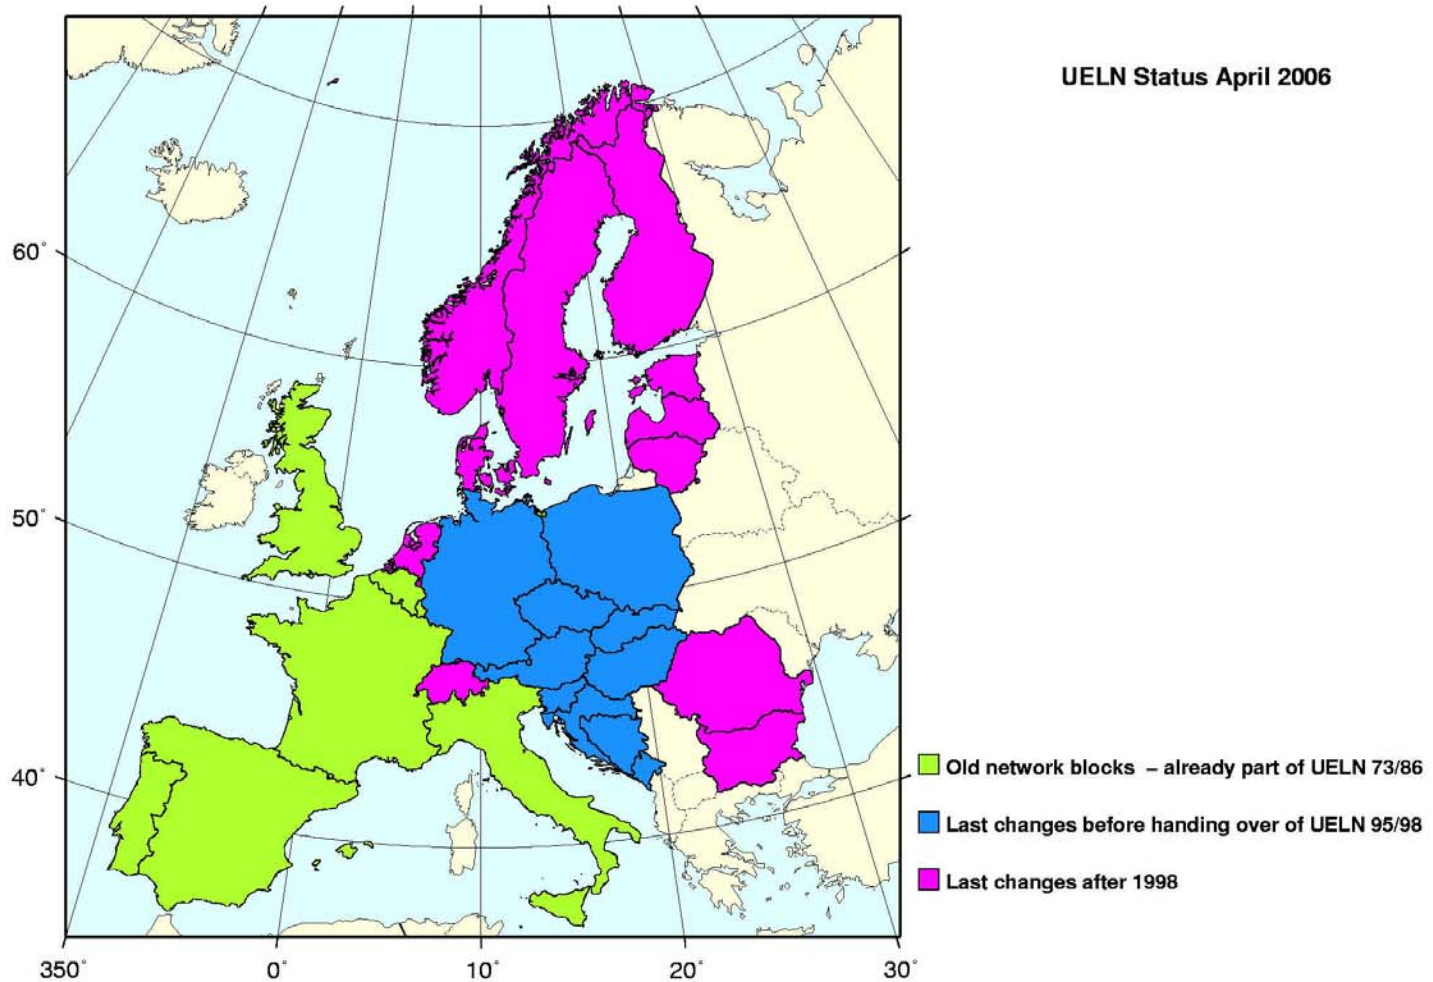 UELN Status April 2006
60°
50°
40°
Old network blocks – already part of UELN 73/86
Last changes before handing over of UELN 95/98
Last changes after 1998
350°
0°
10°
20°
30°